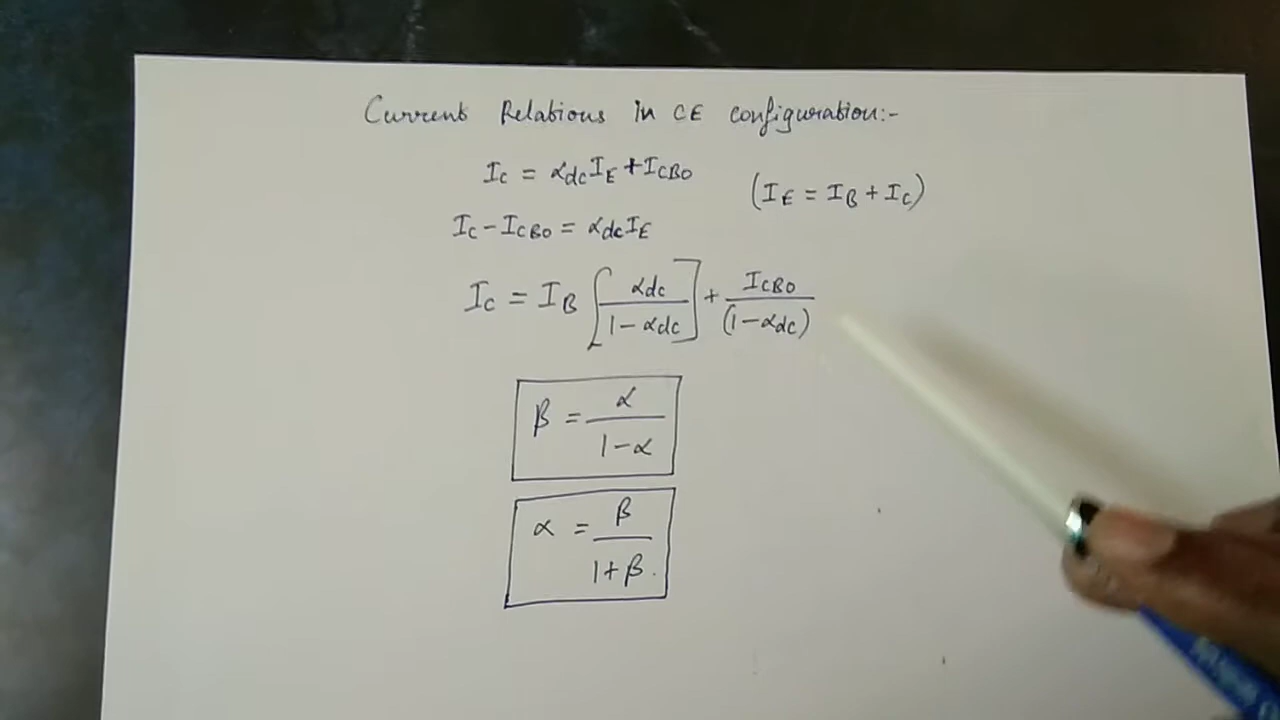 Current Relations in CE configuration:-
Ic = αdcIE + ICBO
(IE = IB + IC)
Ic - ICBO = αdcIE
Ic = IB [αdc / 1-αdc] + ICBO / (1-αdc)
β = α / 1-α
α = β / 1+β.